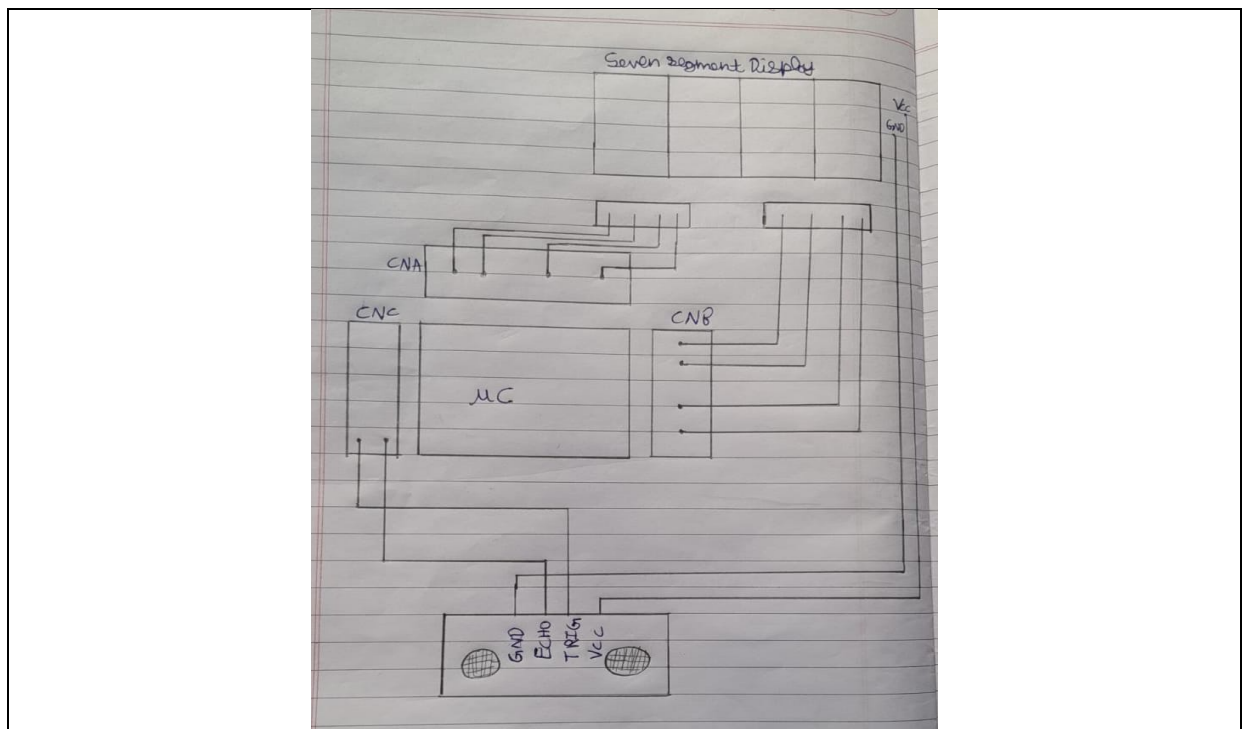 Seven segment Display
Vcc
GND
CNA
CNC
CNB
μC
GND
ECHO
TRIG
VCC